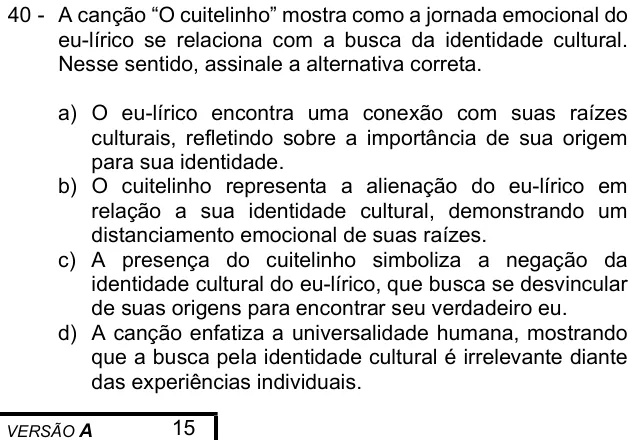 40 - A canção “O cuitelinho” mostra como a jornada emocional do
eu-lírico se relaciona com a busca da identidade cultural.
Nesse sentido, assinale a alternativa correta.
a) O eu-lírico encontra uma conexão com suas raízes
culturais, refletindo sobre a importância de sua origem
para sua identidade.
b) O cuitelinho representa a alienação do eu-lírico em
relação a sua identidade cultural, demonstrando um
distanciamento emocional de suas raízes.
c) A presença do cuitelinho simboliza a negação da
identidade cultural do eu-lírico, que busca se desvincular
de suas origens para encontrar seu verdadeiro eu.
d) A canção enfatiza a universalidade humana, mostrando
que a busca pela identidade cultural é irrelevante diante
das experiências individuais.
VERSÃO A 15